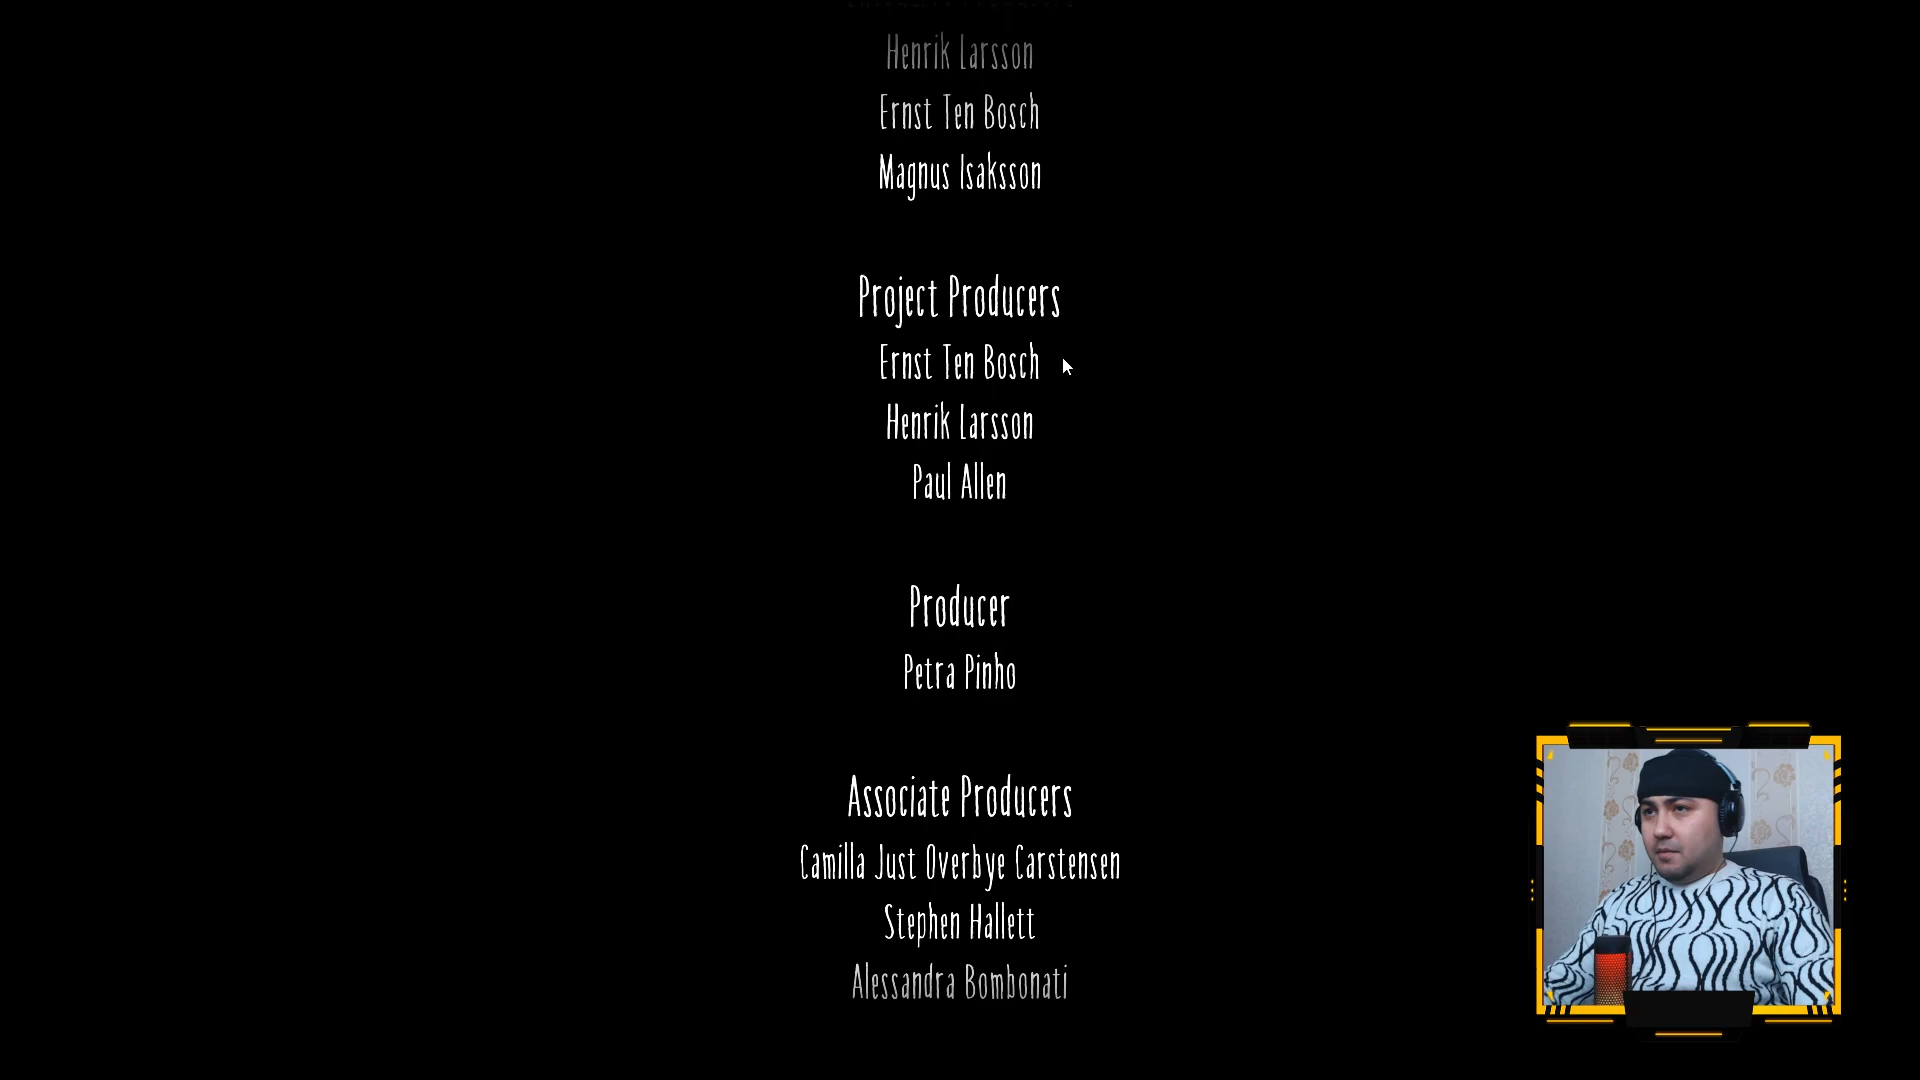 Henrik Larsson
Ernst Ten Bosch
Magnus Isaksson
Project Producers
Ernst Ten Bosch
Henrik Larsson
Paul Allen
Producer
Petra Pinho
Associate Producers
Camilla Just Overbye Carstensen
Stephen Hallett
Alessandra Bombonati